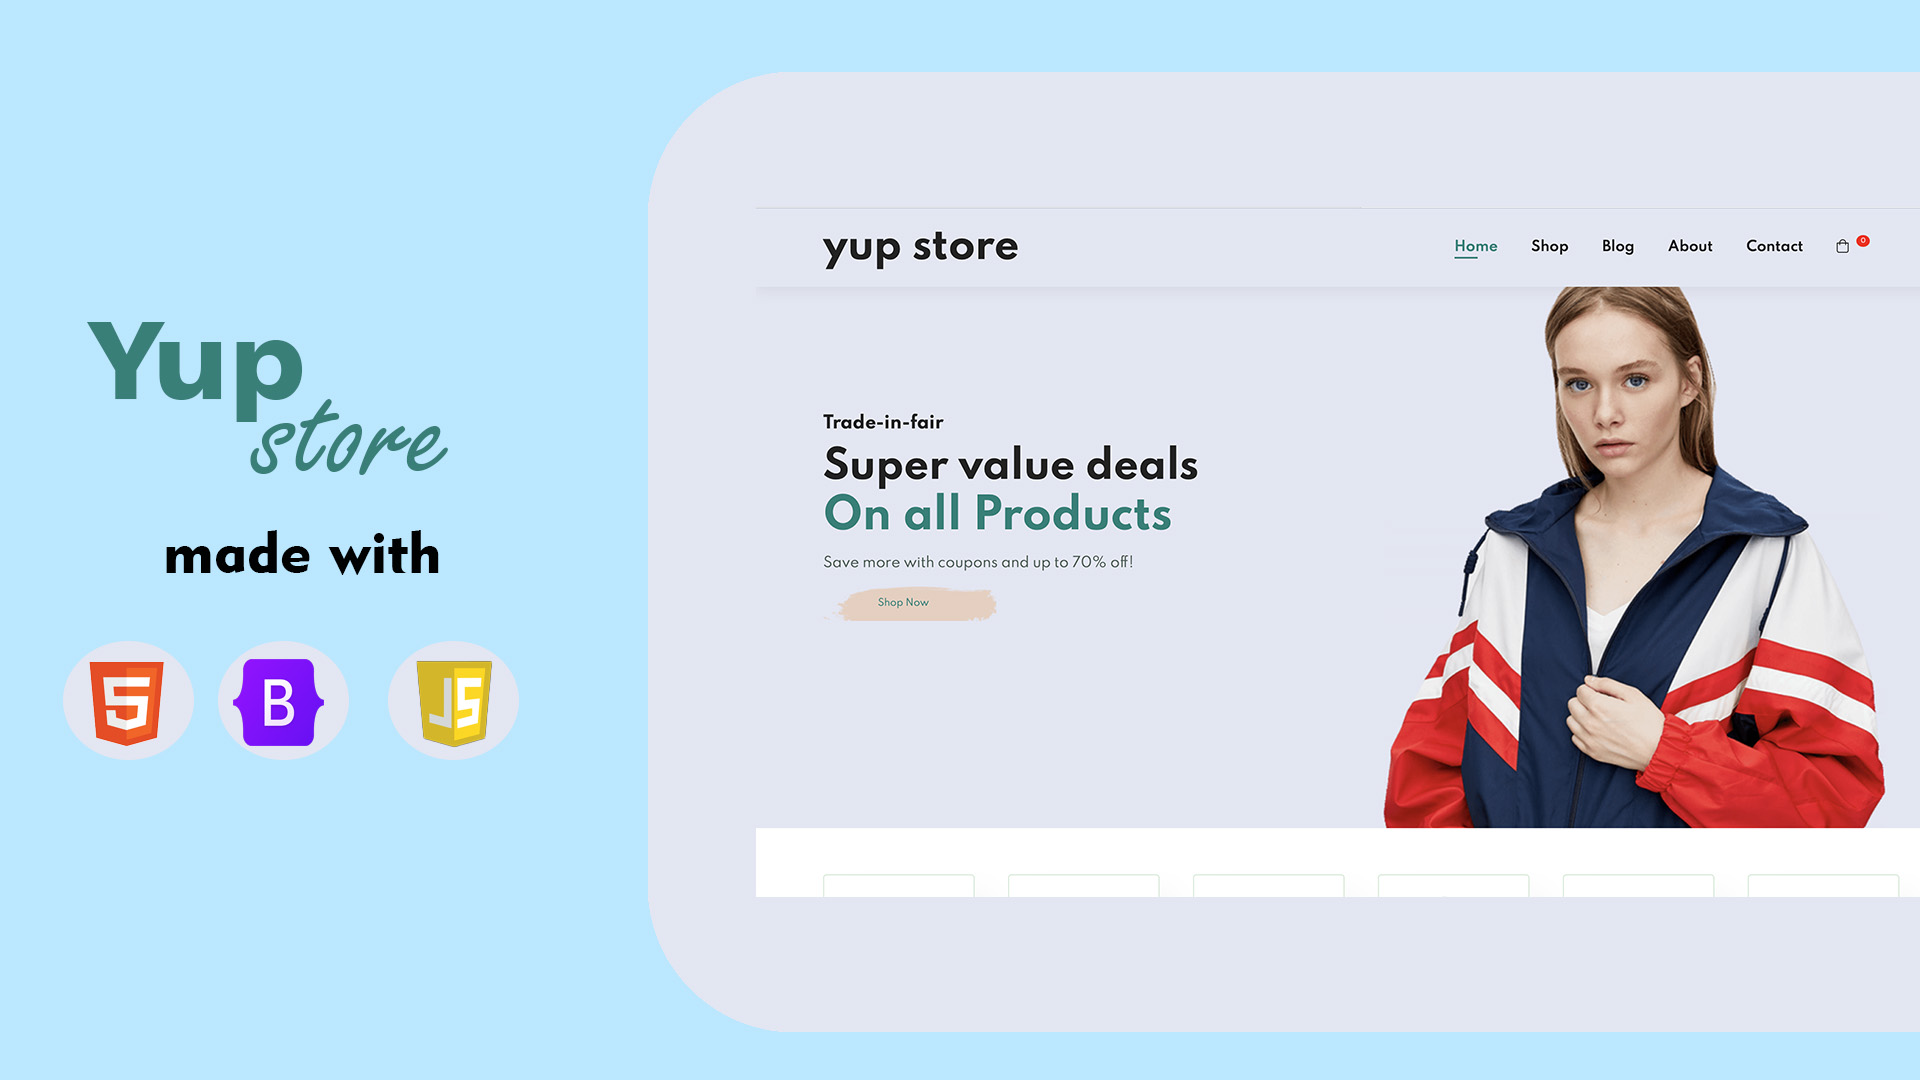 Yup
store
made with
5
B
JS
yup store
Home Shop Blog About Contact 0
Trade-in-fair
Super value deals
On all Products
Save more with coupons and up to 70% off!
Shop Now